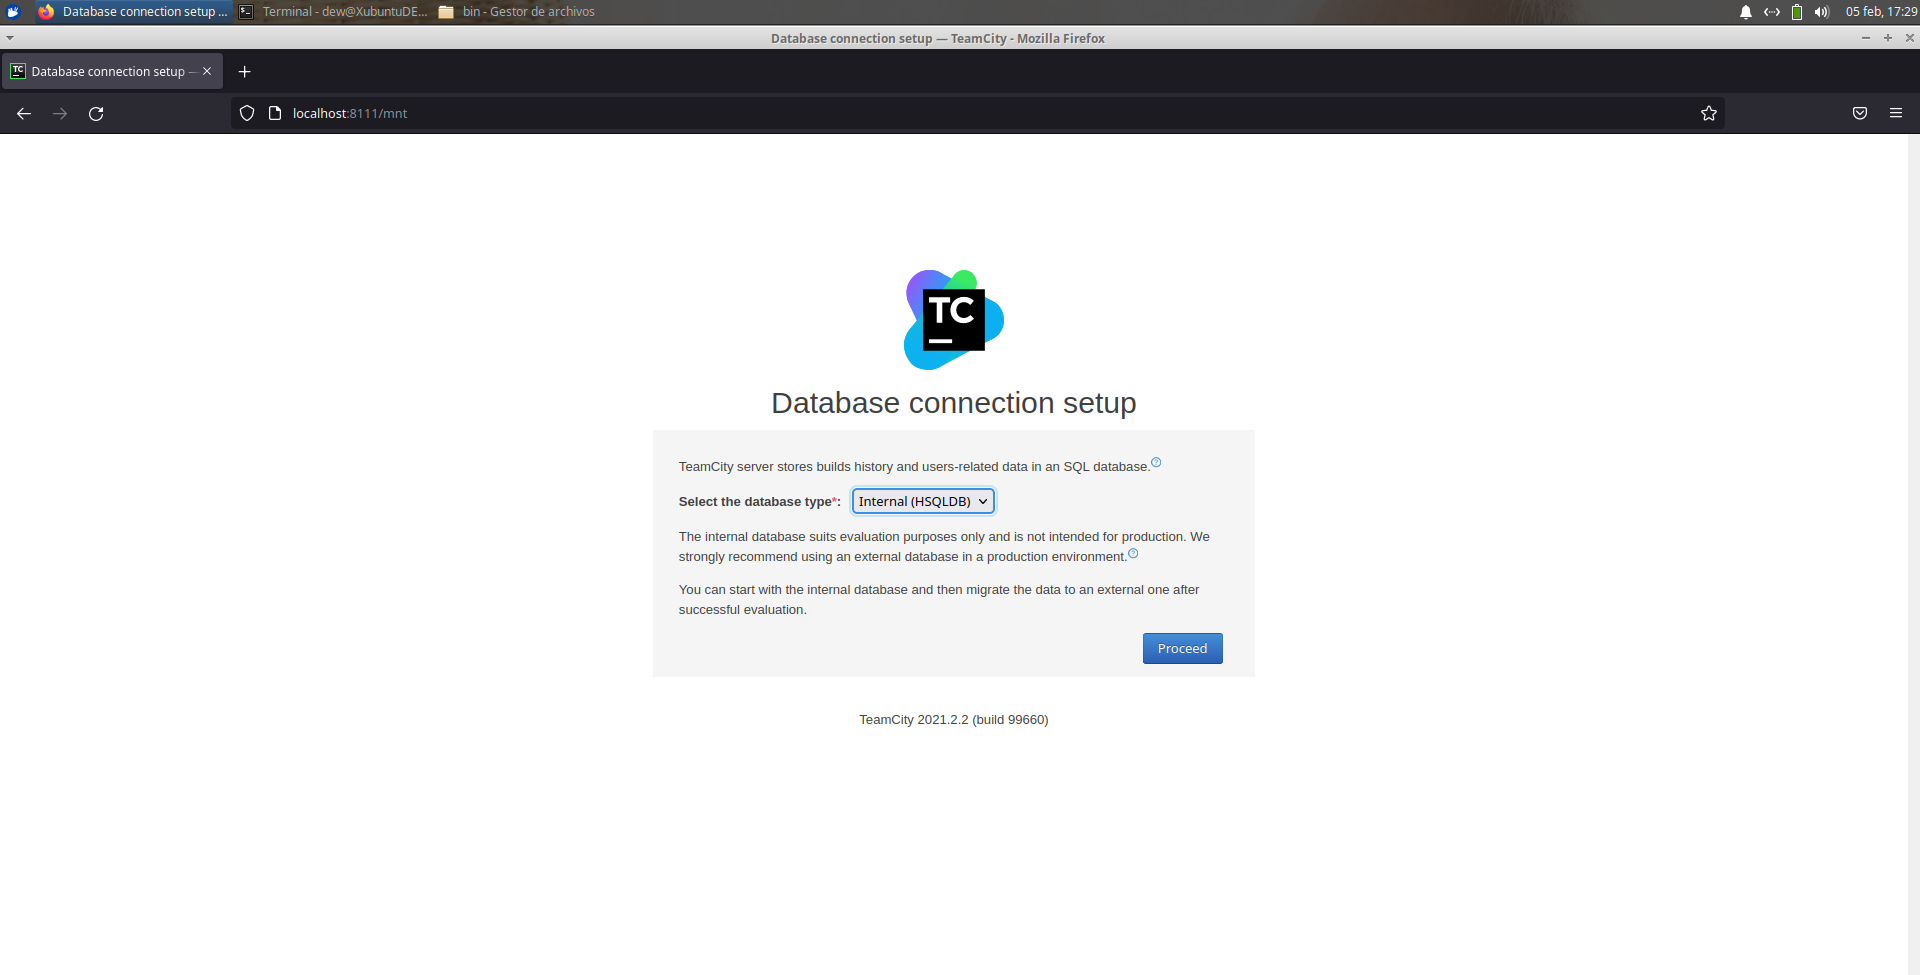 Database connection setup ...
Terminal - dew@XubuntuDE...
bin - Gestor de archivos
05 feb, 17:29
Database connection setup — TeamCity - Mozilla Firefox
TC
Database connection setup —
localhost:8111/mnt
TC
Database connection setup
TeamCity server stores builds history and users-related data in an SQL database.
Select the database type*: Internal (HSQLDB)
The internal database suits evaluation purposes only and is not intended for production. We
strongly recommend using an external database in a production environment.
You can start with the internal database and then migrate the data to an external one after
successful evaluation.
Proceed
TeamCity 2021.2.2 (build 99660)